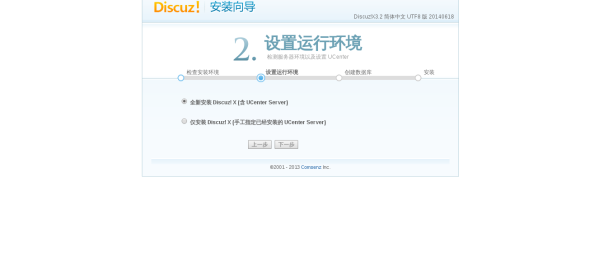 Discuz! 安装向导
Discuz!X3.2 简体中文 UTF8 版 20140618
2. 设置运行环境
检测服务器环境以及设置 UCenter
检查安装环境 设置运行环境 创建数据库 安装
全新安装 Discuz! X (含 UCenter Server)
仅安装 Discuz! X (手工指定已经安装的 UCenter Server)
上一步 下一步
©2001 - 2013 Comsenz Inc.